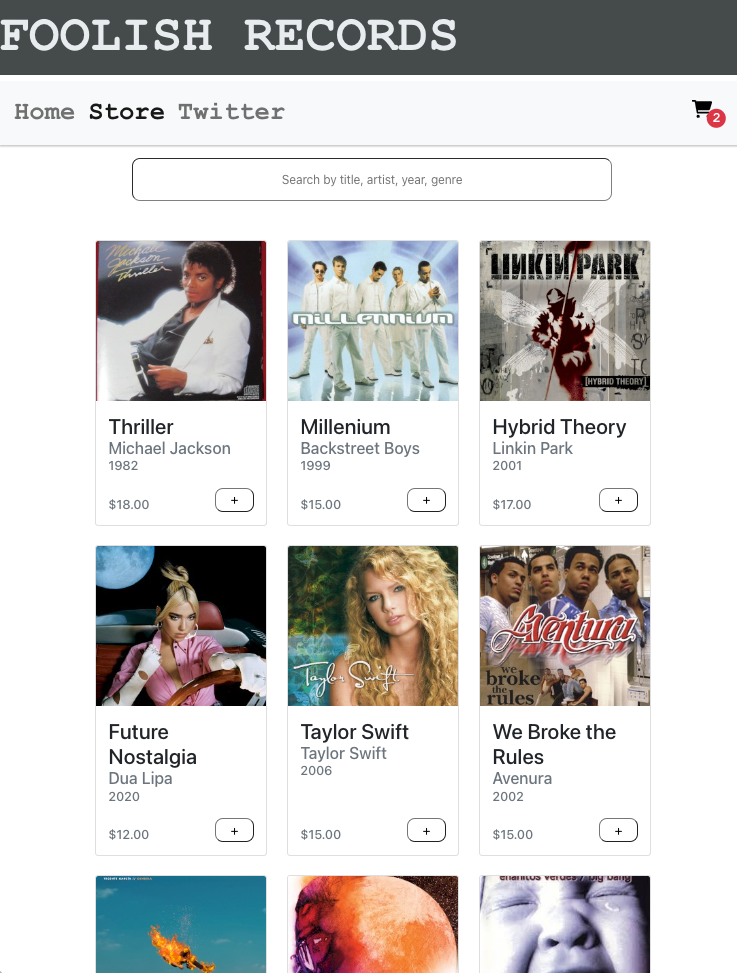 FOOLISH RECORDS
Home Store Twitter
2
Search by title, artist, year, genre
Michael
Jackson
Thriller
MiLLENNiUM
LINKIN PARK
[HYBRID THEORY]
Thriller
Michael Jackson
1982
$18.00
+
Millenium
Backstreet Boys
1999
$15.00
+
Hybrid Theory
Linkin Park
2001
$17.00
+
Taylor Swift
Aventura
we
broke
the
rules
Future
Nostalgia
Dua Lipa
2020
$12.00
+
Taylor Swift
Taylor Swift
2006
$15.00
+
We Broke the
Rules
Avenura
2002
$15.00
+
enanitos verdes / big bang